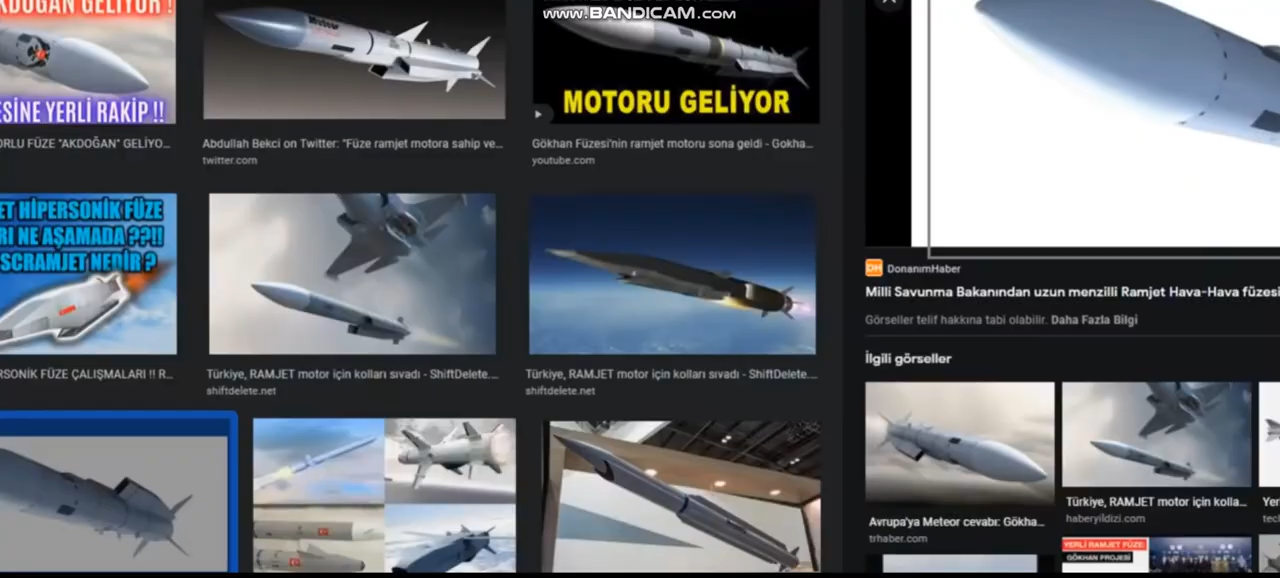 www.BANDICAM.com
KDOĞAN GELİYOR !
ESİNE YERLİ RAKİP !!
Meteor
MOTORU GELİYOR
ORLU FÜZE "AKDOĞAN" GELİYO...
Abdullah Bekci on Twitter: "Füze ramjet motora sahip ve...
twitter.com
Gökhan Füzesi'nin ramjet motoru sona geldi - Gokha...
youtube.com
ET HİPERSONİK FÜZE
RI NE AŞAMADA ??!!
SCRAMJET NEDİR ?
RSONİK FÜZE ÇALIŞMALARI !! R...
Türkiye, RAMJET motor için kolları sıvadı - ShiftDelete....
shiftdelete.net
Türkiye, RAMJET motor için kolları sıvadı - ShiftDelete....
shiftdelete.net
DH DonanımHaber
Milli Savunma Bakanından uzun menzilli Ramjet Hava-Hava füzesi
Görseller telif hakkına tabi olabilir. Daha Fazla Bilgi
İlgili görseller
Avrupa'ya Meteor cevabı: Gökha...
trhaber.com
Türkiye, RAMJET motor için kolla...
haberyildizi.com
Yer
tec
YERLİ RAMJET FÜZE:
GÖKHAN PROJESİ